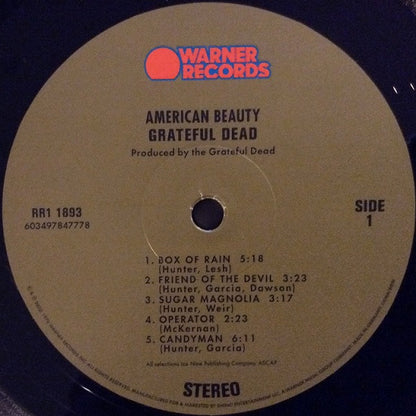 WARNER
RECORDS
AMERICAN BEAUTY
GRATEFUL DEAD
Produced by the Grateful Dead
RR1 1893
603497847778
SIDE
1
1. BOX OF RAIN 5:18
(Hunter, Lesh)
2. FRIEND OF THE DEVIL 3:23
(Hunter, Garcia, Dawson)
3. SUGAR MAGNOLIA 3:17
(Hunter, Weir)
4. OPERATOR 2:23
(McKernan)
5. CANDYMAN 6:11
(Hunter, Garcia)
All selections Ice Nine Publishing Company, ASCAP
STEREO